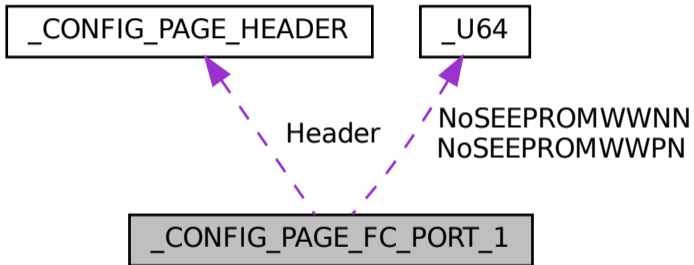 _CONFIG_PAGE_HEADER
_U64
Header
NoSEEPROMWWNN
NoSEEPROMWWPN
_CONFIG_PAGE_FC_PORT_1